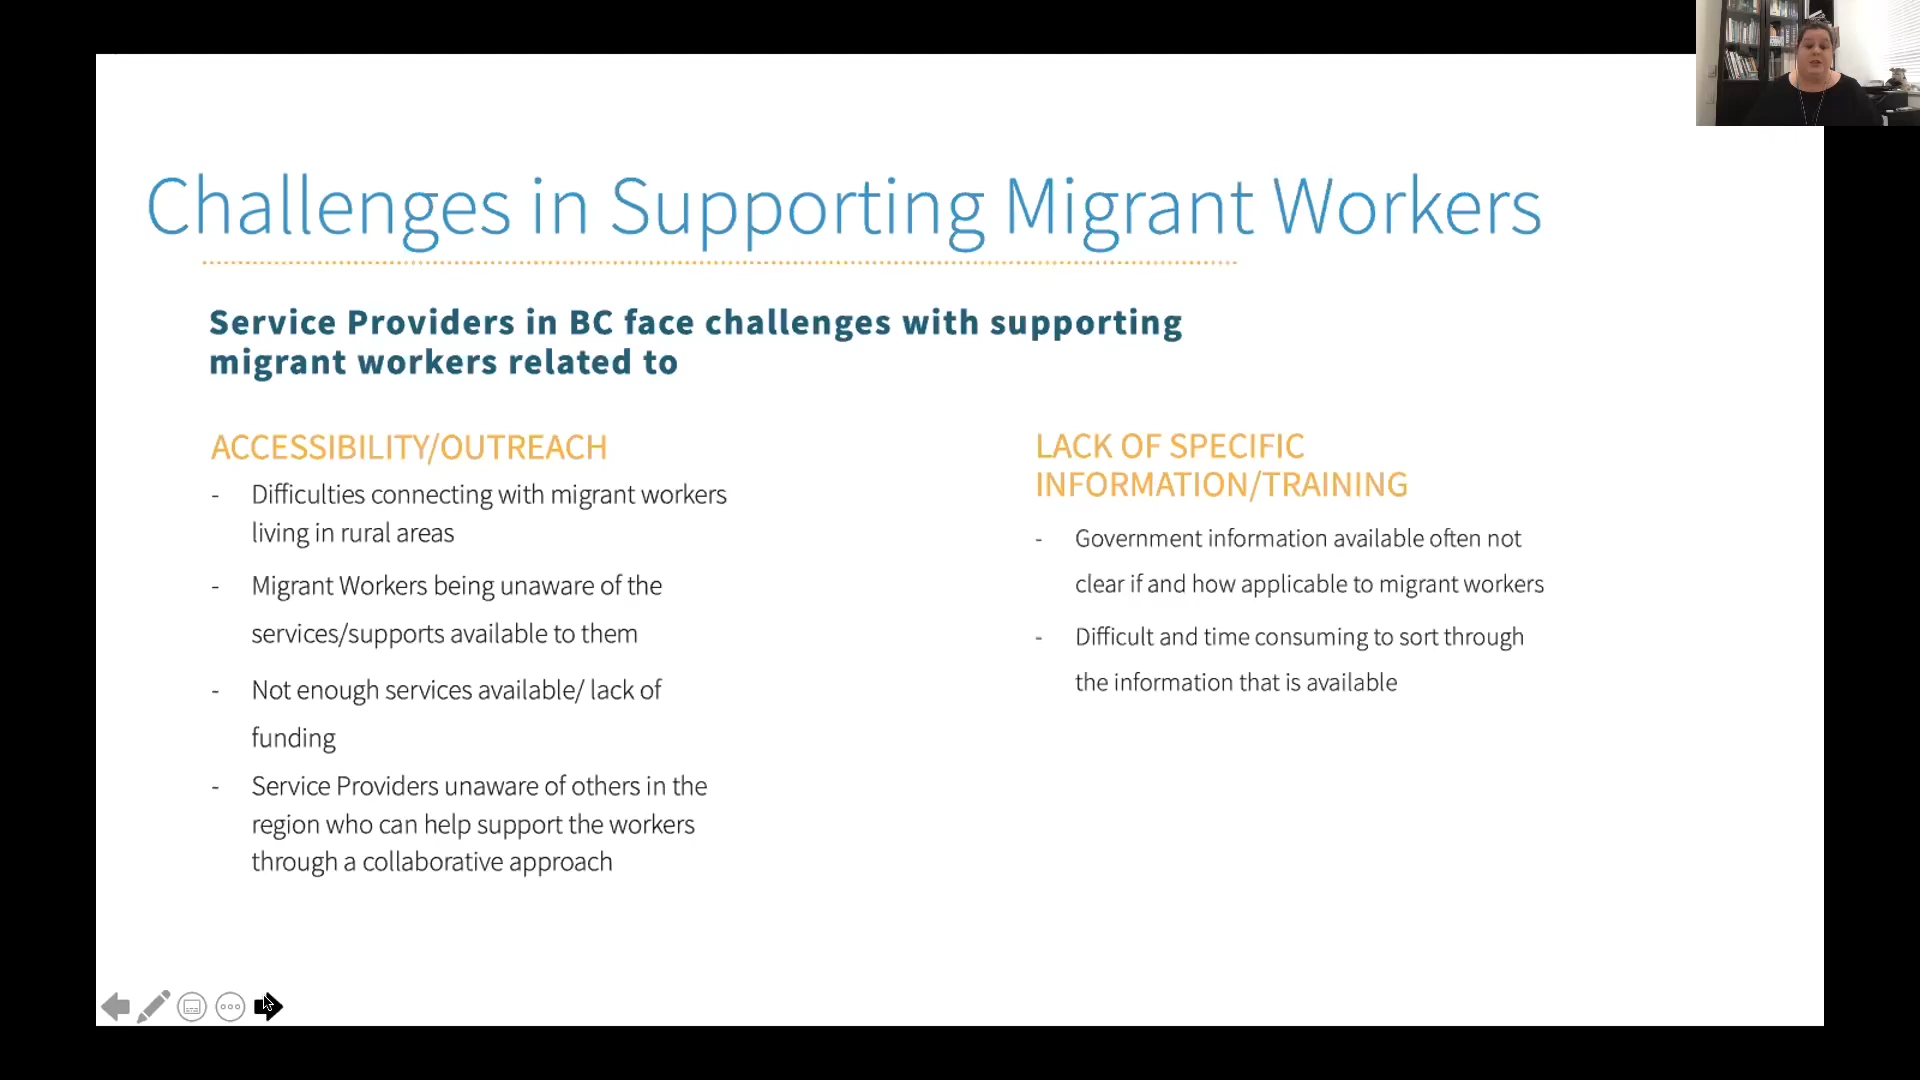 Challenges in Supporting Migrant Workers
Service Providers in BC face challenges with supporting
migrant workers related to
ACCESSIBILITY/OUTREACH
- Difficulties connecting with migrant workers
living in rural areas
- Migrant Workers being unaware of the
services/supports available to them
- Not enough services available/ lack of
funding
- Service Providers unaware of others in the
region who can help support the workers
through a collaborative approach
LACK OF SPECIFIC
INFORMATION/TRAINING
- Government information available often not
clear if and how applicable to migrant workers
- Difficult and time consuming to sort through
the information that is available